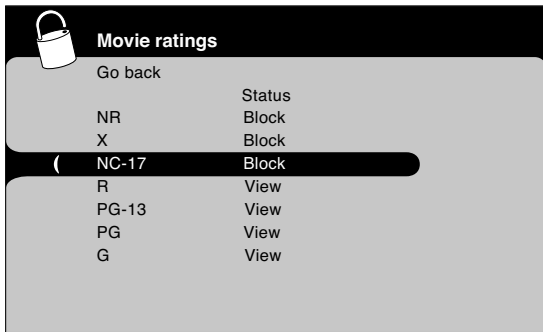 Movie ratings
Go back
Status
NR Block
X Block
NC-17 Block
R View
PG-13 View
PG View
G View